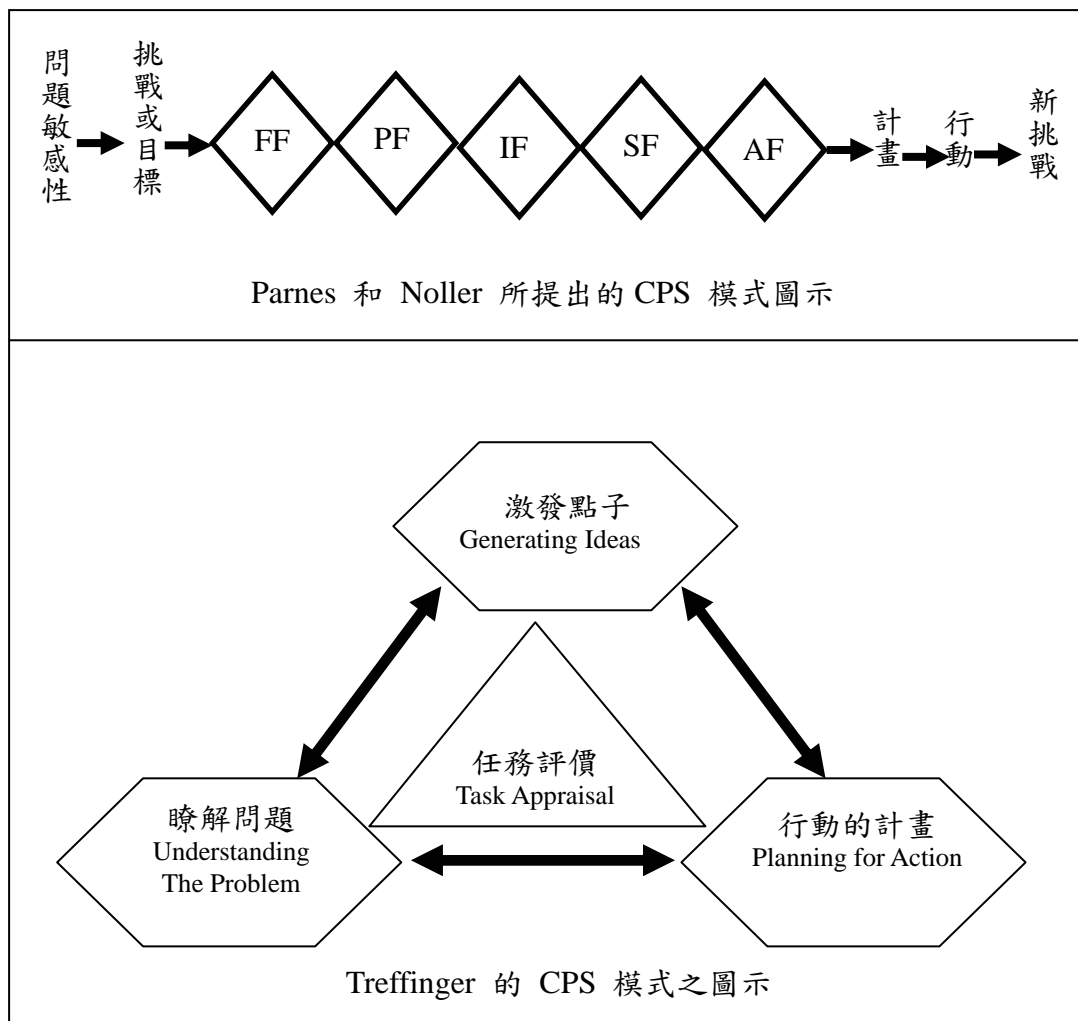 問題敏感性
挑戰或目標
FF
PF
IF
SF
AF
計畫
行動
新挑戰
Parnes 和 Noller 所提出的 CPS 模式圖示
激發點子
Generating Ideas
任務評價
Task Appraisal
瞭解問題
Understanding
The Problem
行動的計畫
Planning for Action
Treffinger 的 CPS 模式之圖示